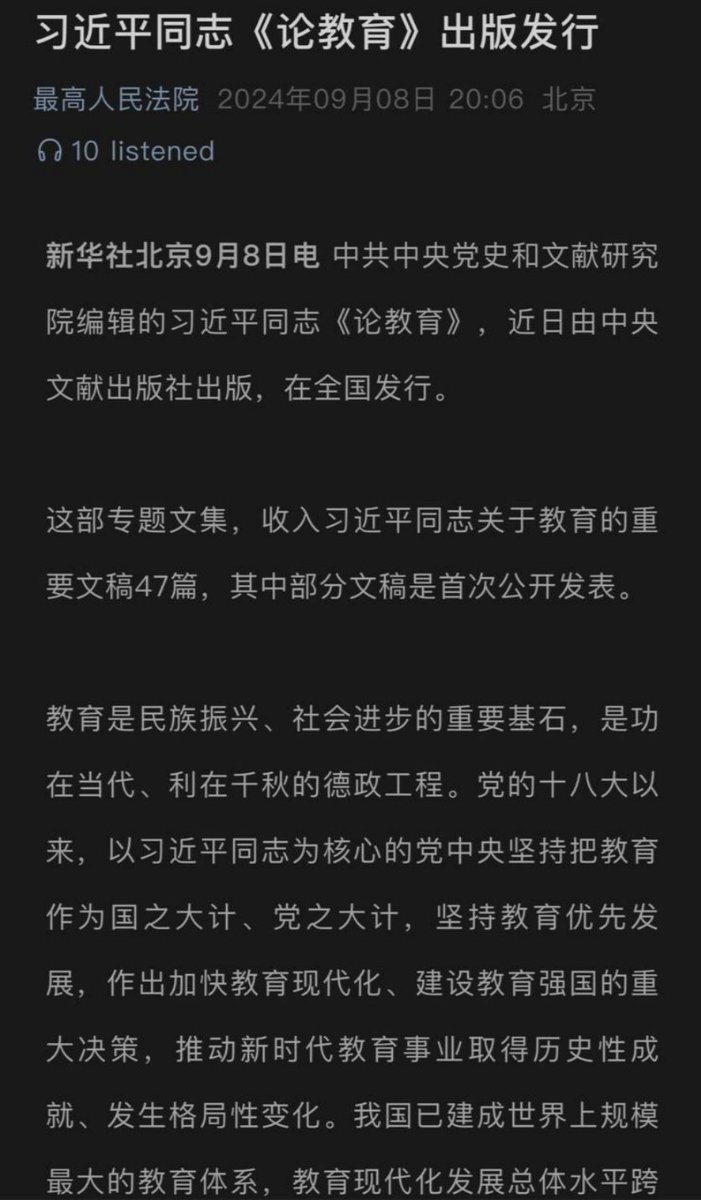 习近平同志《论教育》出版发行
最高人民法院 2024年09月08日 20:06 北京
10 listened
新华社北京9月8日电 中共中央党史和文献研究
院编辑的习近平同志《论教育》，近日由中央
文献出版社出版，在全国发行。
这部专题文集，收入习近平同志关于教育的重
要文稿47篇，其中部分文稿是首次公开发表。
教育是民族振兴、社会进步的重要基石，是功
在当代、利在千秋的德政工程。党的十八大以
来，以习近平同志为核心的党中央坚持把教育
作为国之大计、党之大计，坚持教育优先发
展，作出加快教育现代化、建设教育强国的重
大决策，推动新时代教育事业取得历史性成
就、发生格局性变化。我国已建成世界上规模
最大的教育体系，教育现代化发展总体水平跨